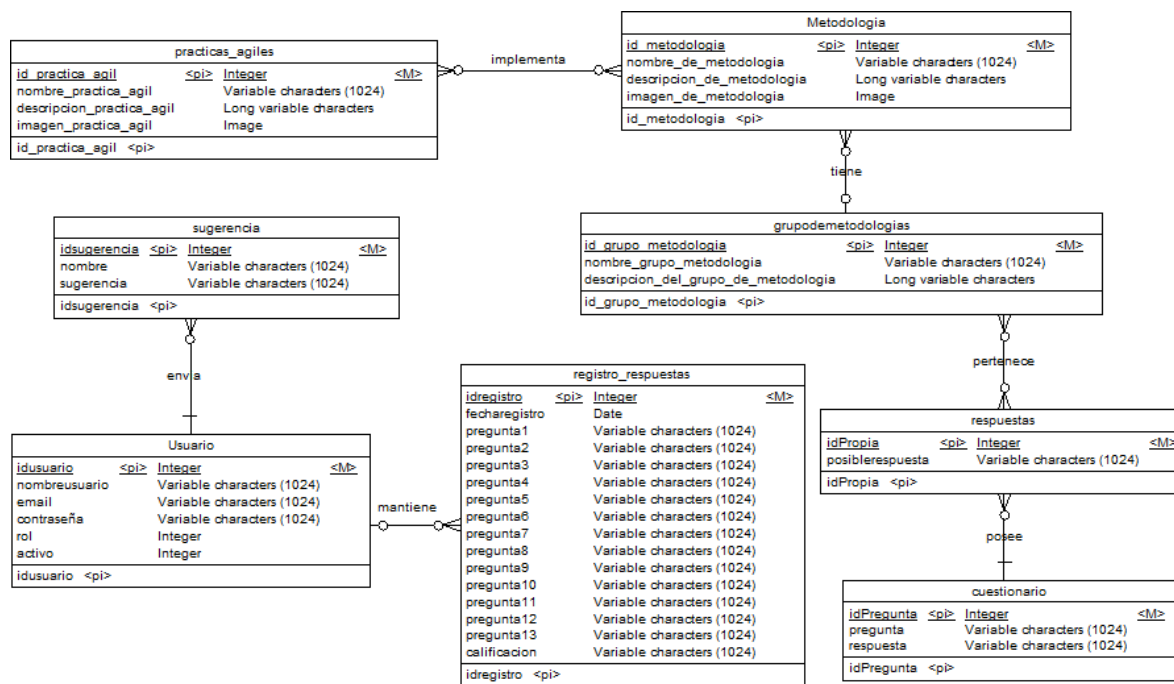 practicas_agiles
id_practica_agil <pi> Integer <M>
nombre_practica_agil Variable characters (1024)
descripcion_practica_agil Long variable characters
imagen_practica_agil Image
id_practica_agil <pi>
implementa
Metodologia
id_metodologia <pi> Integer <M>
nombre_de_metodologia Variable characters (1024)
descripcion_de_metodologia Long variable characters
imagen_de_metodologia Image
id_metodologia <pi>
tiene
sugerencia
idsugerencia <pi> Integer <M>
nombre Variable characters (1024)
sugerencia Variable characters (1024)
idsugerencia <pi>
grupodemetodologias
id_grupo_metodologia <pi> Integer <M>
nombre_grupo_metodologia Variable characters (1024)
descripcion_del_grupo_de_metodologia Long variable characters
id_grupo_metodologia <pi>
envia
pertenece
registro_respuestas
idregistro <pi> Integer <M>
fecharegistro Date
pregunta1 Variable characters (1024)
pregunta2 Variable characters (1024)
pregunta3 Variable characters (1024)
pregunta4 Variable characters (1024)
pregunta5 Variable characters (1024)
pregunta6 Variable characters (1024)
pregunta7 Variable characters (1024)
pregunta8 Variable characters (1024)
pregunta9 Variable characters (1024)
pregunta10 Variable characters (1024)
pregunta11 Variable characters (1024)
pregunta12 Variable characters (1024)
pregunta13 Variable characters (1024)
calificacion Variable characters (1024)
idregistro <pi>
Usuario
idusuario <pi> Integer <M>
nombreusuario Variable characters (1024)
email Variable characters (1024)
contraseña Variable characters (1024)
rol Integer
activo Integer
idusuario <pi>
mantiene
respuestas
idPropia <pi> Integer <M>
posiblerespuesta Variable characters (1024)
idPropia <pi>
posee
cuestionario
idPregunta <pi> Integer <M>
pregunta Variable characters (1024)
respuesta Variable characters (1024)
idPregunta <pi>